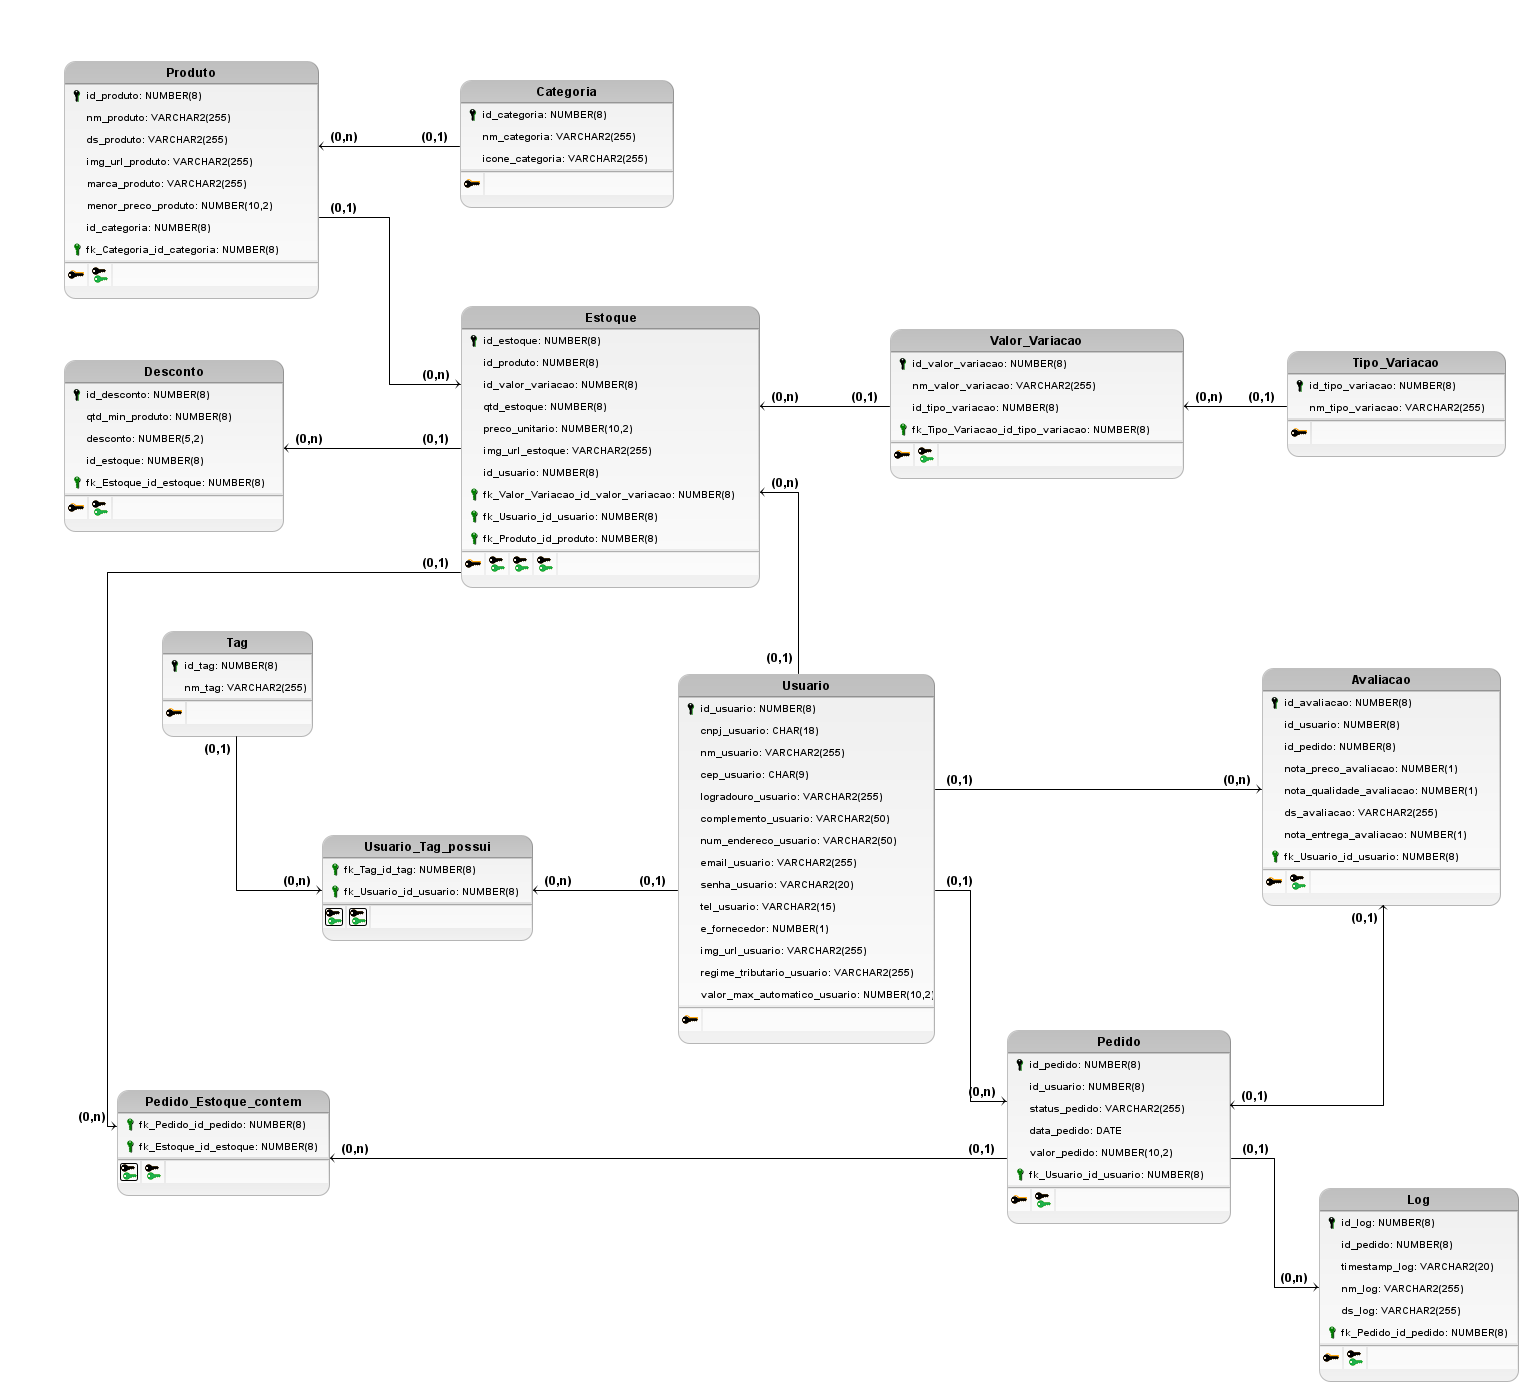 Produto
id_produto: NUMBER(8)
nm_produto: VARCHAR2(255)
ds_produto: VARCHAR2(255)
img_url_produto: VARCHAR2(255)
marca_produto: VARCHAR2(255)
menor_preco_produto: NUMBER(10,2)
id_categoria: NUMBER(8)
fk_Categoria_id_categoria: NUMBER(8)
(0,n)
(0,1)
Categoria
id_categoria: NUMBER(8)
nm_categoria: VARCHAR2(255)
icone_categoria: VARCHAR2(255)
(0,1)
(0,n)
Estoque
id_estoque: NUMBER(8)
id_produto: NUMBER(8)
id_valor_variacao: NUMBER(8)
qtd_estoque: NUMBER(8)
preco_unitario: NUMBER(10,2)
img_url_estoque: VARCHAR2(255)
id_usuario: NUMBER(8)
fk_Valor_Variacao_id_valor_variacao: NUMBER(8)
fk_Usuario_id_usuario: NUMBER(8)
fk_Produto_id_produto: NUMBER(8)
(0,n)
(0,1)
Valor_Variacao
id_valor_variacao: NUMBER(8)
nm_valor_variacao: VARCHAR2(255)
id_tipo_variacao: NUMBER(8)
fk_Tipo_Variacao_id_tipo_variacao: NUMBER(8)
(0,n)
(0,1)
Tipo_Variacao
id_tipo_variacao: NUMBER(8)
nm_tipo_variacao: VARCHAR2(255)
Desconto
id_desconto: NUMBER(8)
qtd_min_produto: NUMBER(8)
desconto: NUMBER(5,2)
id_estoque: NUMBER(8)
fk_Estoque_id_estoque: NUMBER(8)
(0,n)
(0,1)
(0,n)
(0,1)
(0,1)
Tag
id_tag: NUMBER(8)
nm_tag: VARCHAR2(255)
(0,1)
(0,n)
Usuario_Tag_possui
fk_Tag_id_tag: NUMBER(8)
fk_Usuario_id_usuario: NUMBER(8)
(0,n)
(0,1)
Usuario
id_usuario: NUMBER(8)
cnpj_usuario: CHAR(18)
nm_usuario: VARCHAR2(255)
cep_usuario: CHAR(9)
logradouro_usuario: VARCHAR2(255)
complemento_usuario: VARCHAR2(50)
num_endereco_usuario: VARCHAR2(50)
email_usuario: VARCHAR2(255)
senha_usuario: VARCHAR2(20)
tel_usuario: VARCHAR2(15)
e_fornecedor: NUMBER(1)
img_url_usuario: VARCHAR2(255)
regime_tributario_usuario: VARCHAR2(255)
valor_max_automatico_usuario: NUMBER(10,2)
(0,1)
(0,n)
(0,1)
(0,n)
Avaliacao
id_avaliacao: NUMBER(8)
id_usuario: NUMBER(8)
id_pedido: NUMBER(8)
nota_preco_avaliacao: NUMBER(1)
nota_qualidade_avaliacao: NUMBER(1)
ds_avaliacao: VARCHAR2(255)
nota_entrega_avaliacao: NUMBER(1)
fk_Usuario_id_usuario: NUMBER(8)
(0,1)
(0,1)
Pedido
id_pedido: NUMBER(8)
id_usuario: NUMBER(8)
status_pedido: VARCHAR2(255)
data_pedido: DATE
valor_pedido: NUMBER(10,2)
fk_Usuario_id_usuario: NUMBER(8)
(0,1)
(0,n)
Pedido_Estoque_contem
fk_Pedido_id_pedido: NUMBER(8)
fk_Estoque_id_estoque: NUMBER(8)
(0,n)
(0,n)
(0,1)
Log
id_log: NUMBER(8)
id_pedido: NUMBER(8)
timestamp_log: VARCHAR2(20)
nm_log: VARCHAR2(255)
ds_log: VARCHAR2(255)
fk_Pedido_id_pedido: NUMBER(8)